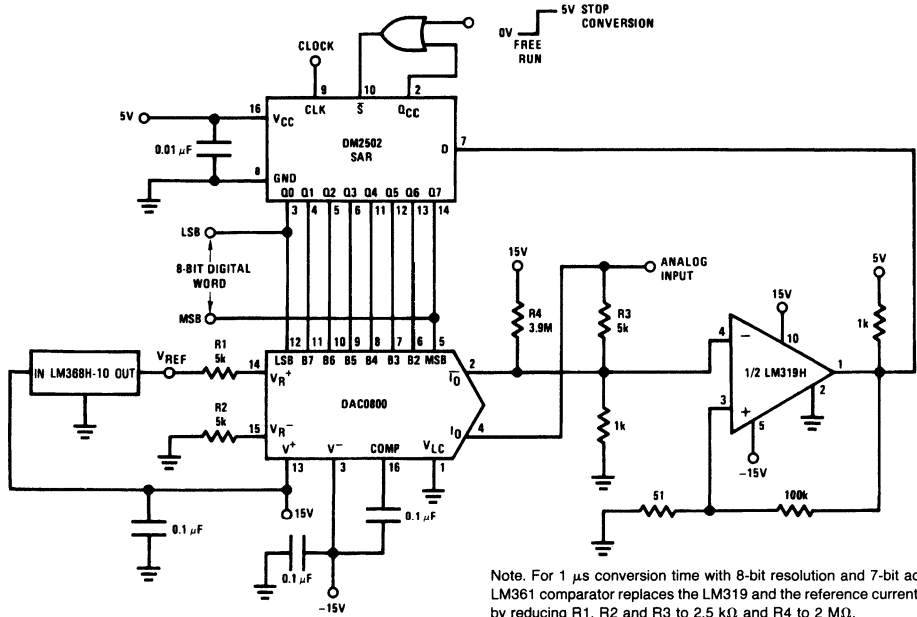 5V STOP
CONVERSION
0V
FREE
RUN
CLOCK
9 10 2
CLK S̅ QCC
5V 16 VCC
0.01 μF
DM2502
SAR
D 7
8 GND
Q0 Q1 Q2 Q3 Q4 Q5 Q6 Q7
3 4 5 6 11 12 13 14
LSB
8-BIT DIGITAL
WORD
MSB
15V
R4
3.9M
ANALOG
INPUT
R3
5k
5V
1k
15V
10
4 −
1/2 LM319H
1
2
3 +
5
−15V
12 11 10 9 8 7 6 5
LSB B7 B6 B5 B4 B3 B2 MSB
IN LM368H-10 OUT
VREF
R1
5k
14 VR+
I̅O̅ 2
DAC0800
R2
5k
15 VR−
IO 4
V+ V− COMP VLC
13 3 16 1
1k
51
100k
15V
0.1 μF
0.1 μF
0.1 μF
−15V
Note. For 1 μs conversion time with 8-bit resolution and 7-bit ac
LM361 comparator replaces the LM319 and the reference current
by reducing R1, R2 and R3 to 2.5 kΩ and R4 to 2 MΩ.